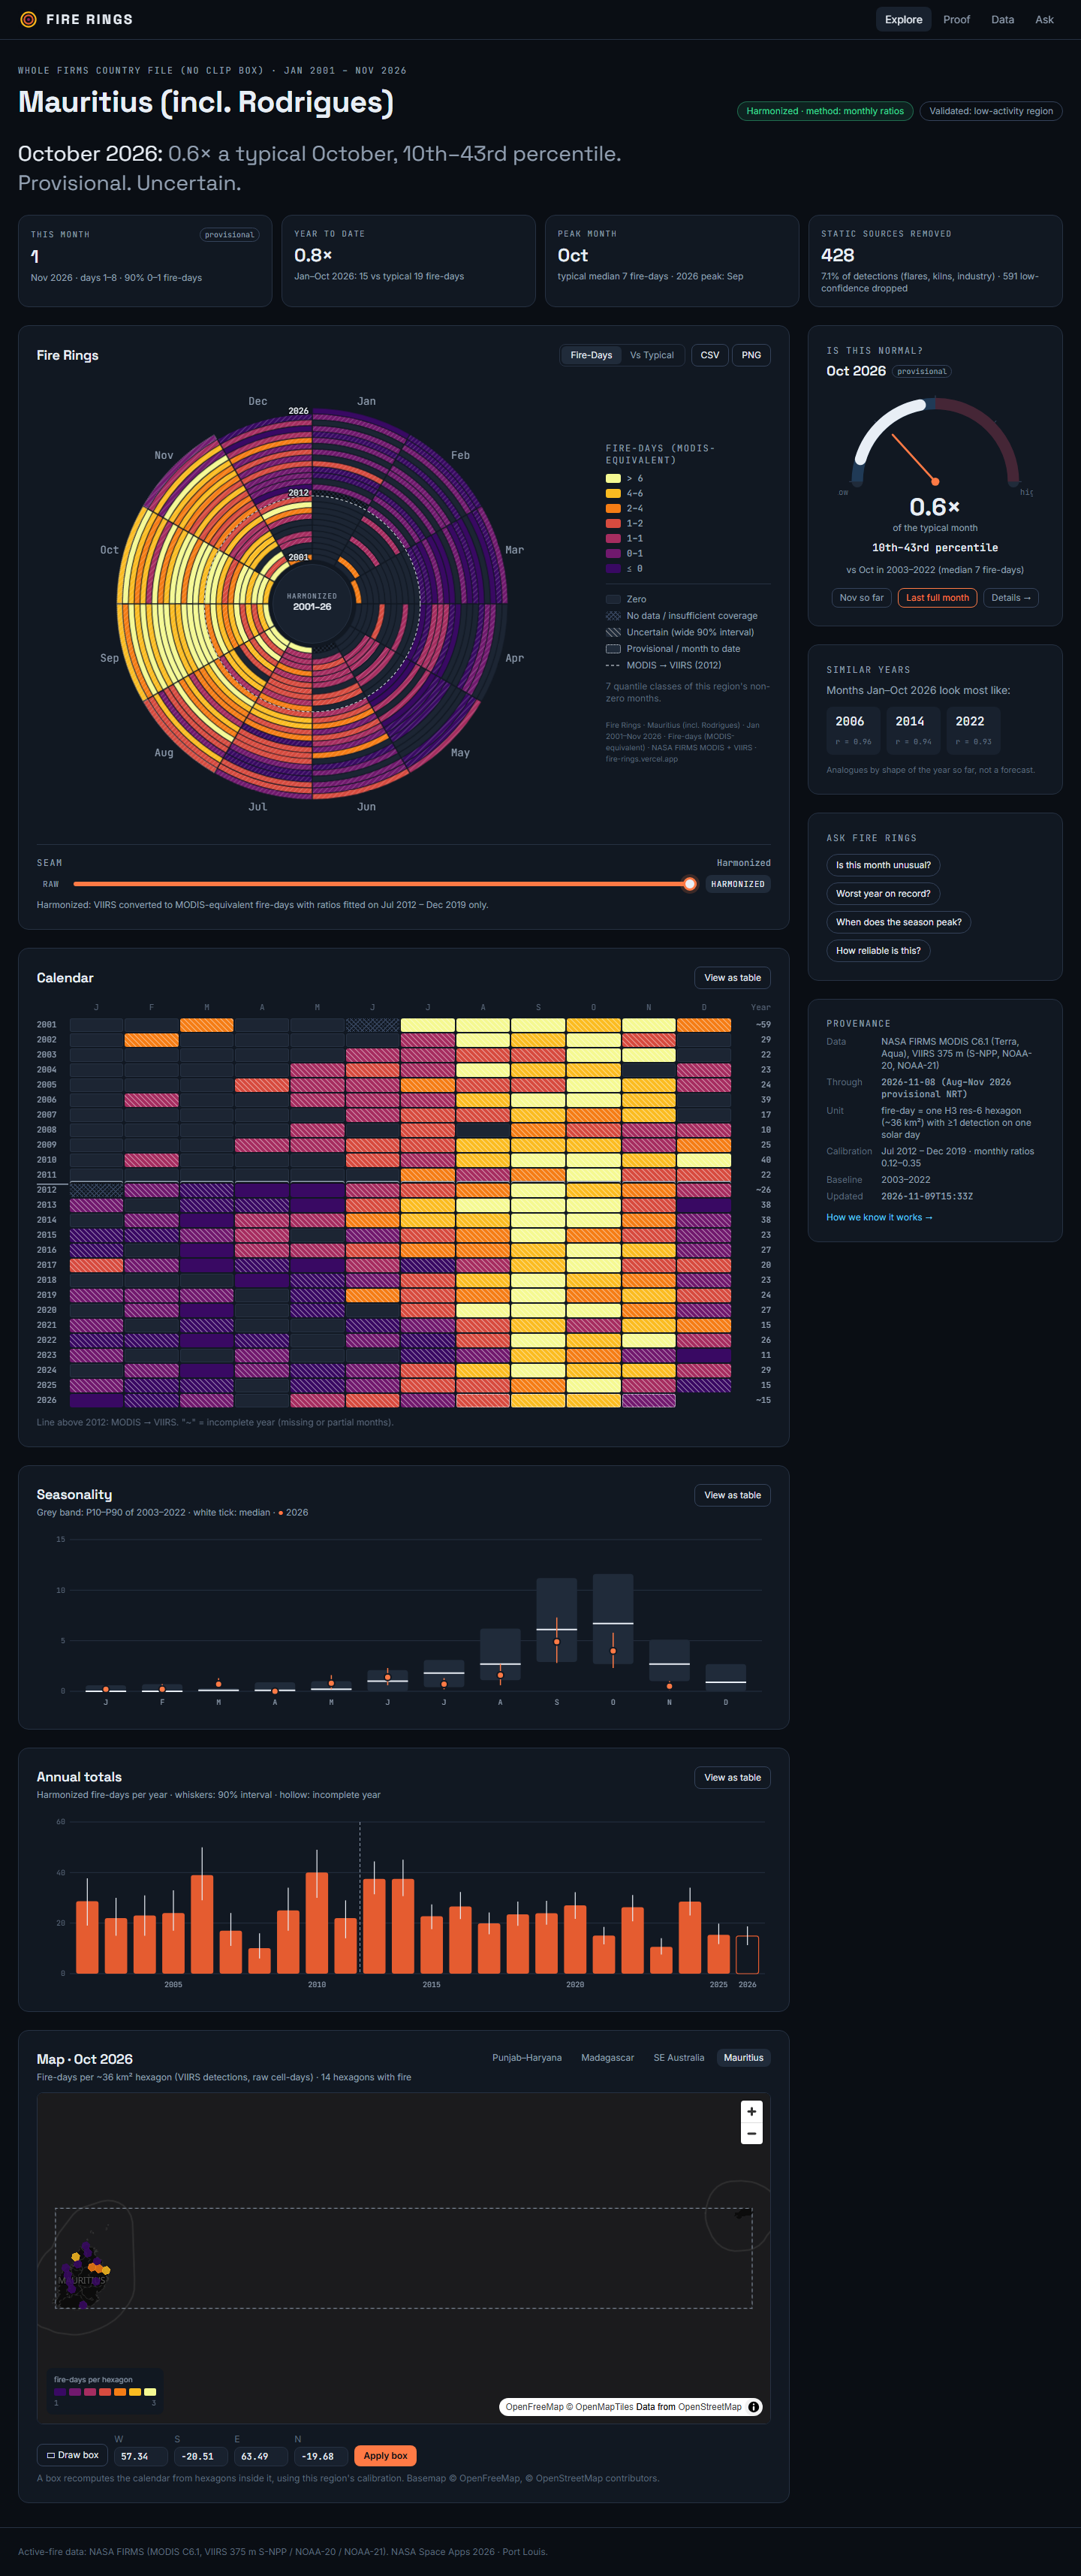 FIRE RINGS
Explore Proof Data Ask
WHOLE FIRMS COUNTRY FILE (NO CLIP BOX) · JAN 2001 – NOV 2026
Mauritius (incl. Rodrigues)
Harmonized · method: monthly ratios
Validated: low-activity region
October 2026: 0.6× a typical October, 10th–43rd percentile.
Provisional. Uncertain.
THIS MONTH
provisional
1
Nov 2026 · days 1–8 · 90% 0–1 fire-days
YEAR TO DATE
0.8×
Jan–Oct 2026: 15 vs typical 19 fire-days
PEAK MONTH
Oct
typical median 7 fire-days · 2026 peak: Sep
STATIC SOURCES REMOVED
428
7.1% of detections (flares, kilns, industry) · 591 low-
confidence dropped
Fire Rings
Fire-Days Vs Typical CSV PNG
Dec Jan
Nov Feb
Oct Mar
Sep Apr
Aug May
Jul Jun
2026
2012
2001
HARMONIZED
2001–26
FIRE-DAYS (MODIS-
EQUIVALENT)
> 6
4–6
2–4
1–2
1–1
0–1
≤ 0
Zero
No data / insufficient coverage
Uncertain (wide 90% interval)
Provisional / month to date
MODIS → VIIRS (2012)
7 quantile classes of this region's non-
zero months.
Fire Rings · Mauritius (incl. Rodrigues) · Jan
2001–Nov 2026 · Fire-days (MODIS-
equivalent) · NASA FIRMS MODIS + VIIRS ·
fire-rings.vercel.app
SEAM
Harmonized
RAW
HARMONIZED
Harmonized: VIIRS converted to MODIS-equivalent fire-days with ratios fitted on Jul 2012 – Dec 2019 only.
IS THIS NORMAL?
Oct 2026 provisional
ow
hig
0.6×
of the typical month
10th–43rd percentile
vs Oct in 2003–2022 (median 7 fire-days)
Nov so far Last full month Details →
SIMILAR YEARS
Months Jan–Oct 2026 look most like:
2006 2014 2022
r = 0.96 r = 0.94 r = 0.93
Analogues by shape of the year so far, not a forecast.
ASK FIRE RINGS
Is this month unusual?
Worst year on record?
When does the season peak?
How reliable is this?
PROVENANCE
Data NASA FIRMS MODIS C6.1 (Terra,
Aqua), VIIRS 375 m (S-NPP, NOAA-
20, NOAA-21)
Through 2026-11-08 (Aug–Nov 2026
provisional NRT)
Unit fire-day = one H3 res-6 hexagon
(~36 km²) with ≥1 detection on one
solar day
Calibration Jul 2012 – Dec 2019 · monthly ratios
0.12–0.35
Baseline 2003–2022
Updated 2026-11-09T15:33Z
How we know it works →
Calendar
View as table
J F M A M J J A S O N D Year
2001 ~59
2002 29
2003 22
2004 23
2005 24
2006 39
2007 17
2008 10
2009 25
2010 40
2011 22
2012 ~26
2013 38
2014 38
2015 23
2016 27
2017 20
2018 23
2019 24
2020 27
2021 15
2022 26
2023 11
2024 29
2025 15
2026 ~15
Line above 2012: MODIS → VIIRS. "~" = incomplete year (missing or partial months).
Seasonality
View as table
Grey band: P10–P90 of 2003–2022 · white tick: median · ● 2026
15
10
5
0
J F M A M J J A S O N D
Annual totals
View as table
Harmonized fire-days per year · whiskers: 90% interval · hollow: incomplete year
60
40
20
0
2005 2010 2015 2020 2025 2026
Map · Oct 2026
Punjab–Haryana Madagascar SE Australia Mauritius
Fire-days per ~36 km² hexagon (VIIRS detections, raw cell-days) · 14 hexagons with fire
+
−
MAURITIUS
fire-days per hexagon
1 3
OpenFreeMap © OpenMapTiles Data from OpenStreetMap
W S E N
Draw box 57.34 -20.51 63.49 -19.68 Apply box
A box recomputes the calendar from hexagons inside it, using this region's calibration. Basemap © OpenFreeMap, © OpenStreetMap contributors.
Active-fire data: NASA FIRMS (MODIS C6.1, VIIRS 375 m S-NPP / NOAA-20 / NOAA-21). NASA Space Apps 2026 · Port Louis.